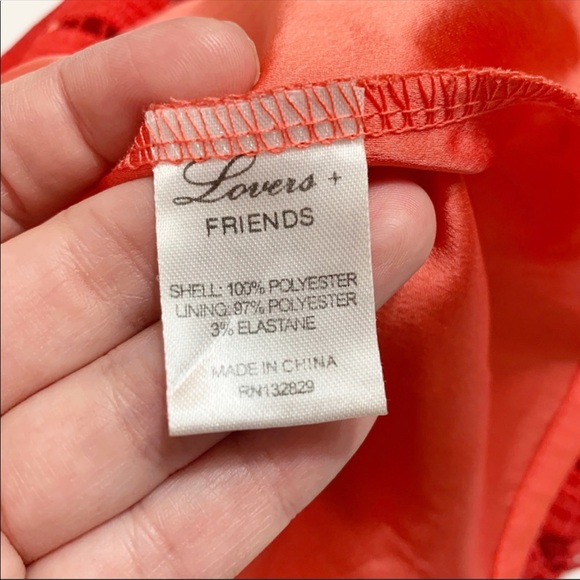 Lovers +
FRIENDS
SHELL: 100% POLYESTER
LINING: 97% POLYESTER
3% ELASTANE
MADE IN CHINA
RN132829